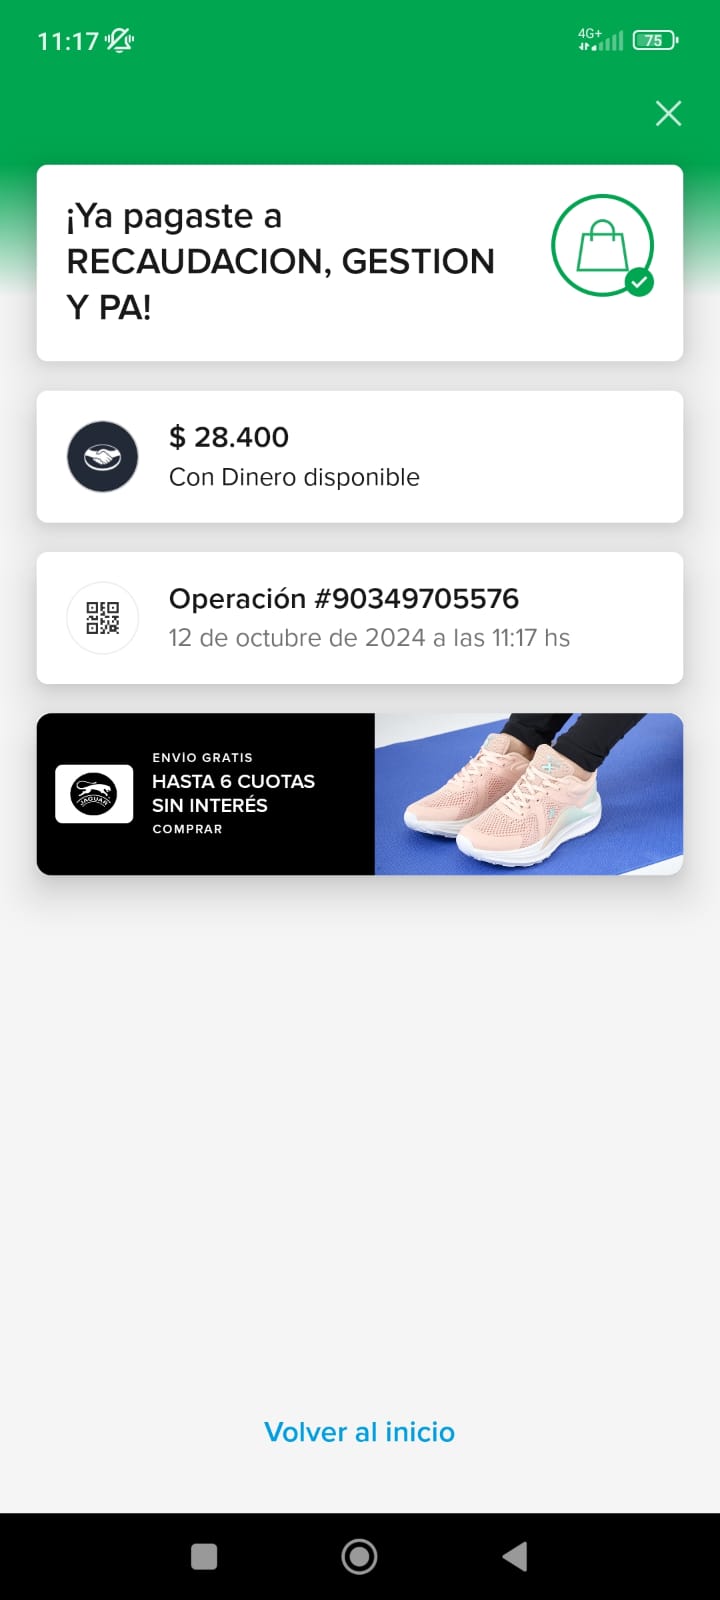 11:17
4G+
75
¡Ya pagaste a
RECAUDACION, GESTION
Y PA!
$ 28.400
Con Dinero disponible
Operación #90349705576
12 de octubre de 2024 a las 11:17 hs
ENVÍO GRATIS
HASTA 6 CUOTAS
SIN INTERÉS
COMPRAR
JAGUAR
Volver al inicio